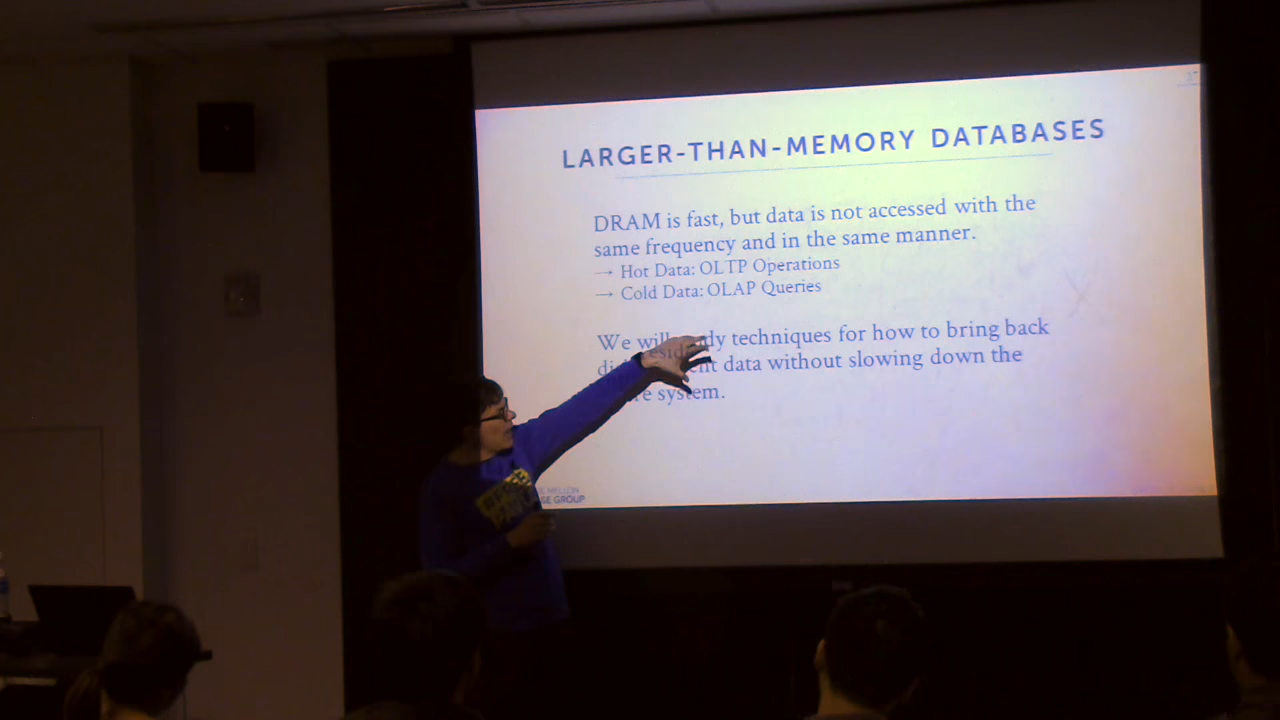 LARGER-THAN-MEMORY DATABASES
DRAM is fast, but data is not accessed with the
same frequency and in the same manner.
→ Hot Data: OLTP Operations
→ Cold Data: OLAP Queries
We will techniques for how to bring back
data without slowing down the
system.
MELLON
GROUP